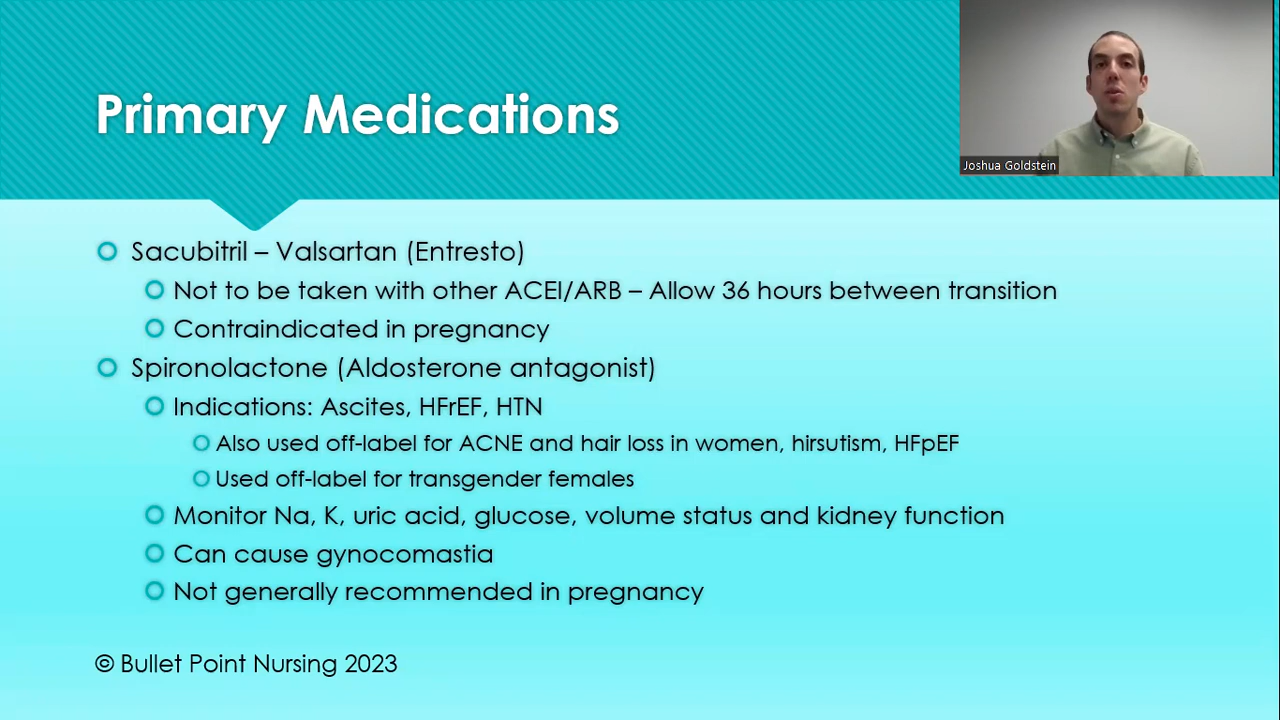 Primary Medications
Joshua Goldstein
Sacubitril – Valsartan (Entresto)
Not to be taken with other ACEI/ARB – Allow 36 hours between transition
Contraindicated in pregnancy
Spironolactone (Aldosterone antagonist)
Indications: Ascites, HFrEF, HTN
Also used off-label for ACNE and hair loss in women, hirsutism, HFpEF
Used off-label for transgender females
Monitor Na, K, uric acid, glucose, volume status and kidney function
Can cause gynocomastia
Not generally recommended in pregnancy
© Bullet Point Nursing 2023